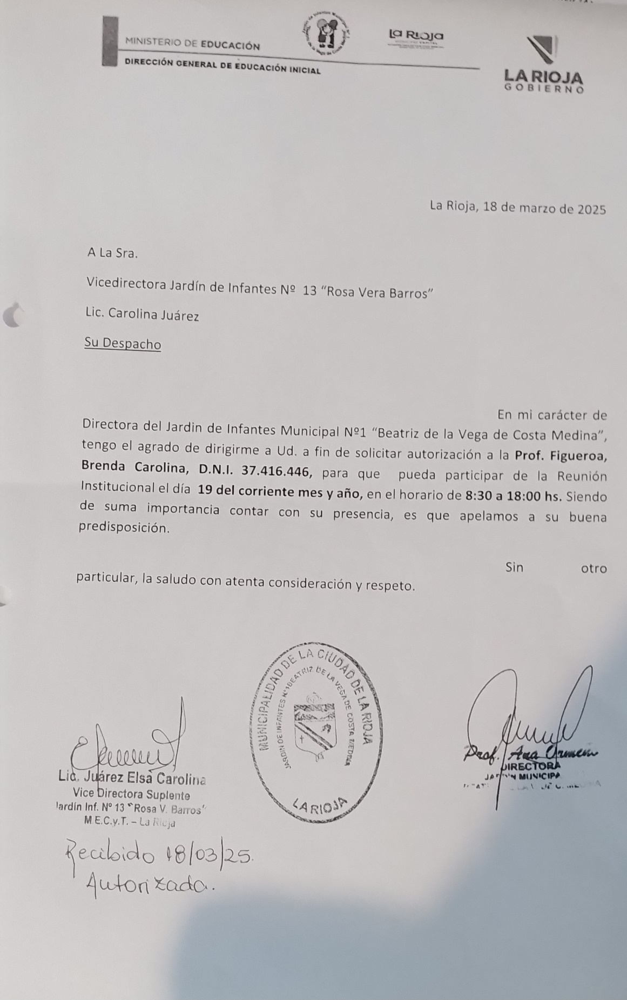 MINISTERIO DE EDUCACIÓN
DIRECCIÓN GENERAL DE EDUCACIÓN INICIAL
La Rioja
LA RIOJA
GOBIERNO
La Rioja, 18 de marzo de 2025
A La Sra.
Vicedirectora Jardín de Infantes Nº 13 “Rosa Vera Barros”
Lic. Carolina Juárez
Su Despacho
En mi carácter de
Directora del Jardin de Infantes Municipal Nº1 “Beatriz de la Vega de Costa Medina”,
tengo el agrado de dirigirme a Ud. a fin de solicitar autorización a la Prof. Figueroa,
Brenda Carolina, D.N.I. 37.416.446, para que pueda participar de la Reunión
Institucional el día 19 del corriente mes y año, en el horario de 8:30 a 18:00 hs. Siendo
de suma importancia contar con su presencia, es que apelamos a su buena
predisposición.
Sin otro
particular, la saludo con atenta consideración y respeto.
MUNICIPALIDAD DE LA CIUDAD DE LA RIOJA
JARDIN DE INFANTES N°1 BEATRIZ DE LA VEGA DE COSTA MEDINA
LA RIOJA
Lic. Juárez Elsa Carolina
Vice Directora Suplente
Jardín Inf. Nº 13 "Rosa V. Barros"
M.E.C.y.T. – La Rioja
Prof. Ana
DIRECTORA
JARDIN MUNICIPA
Recibido 18/03/25.
Autorizada.